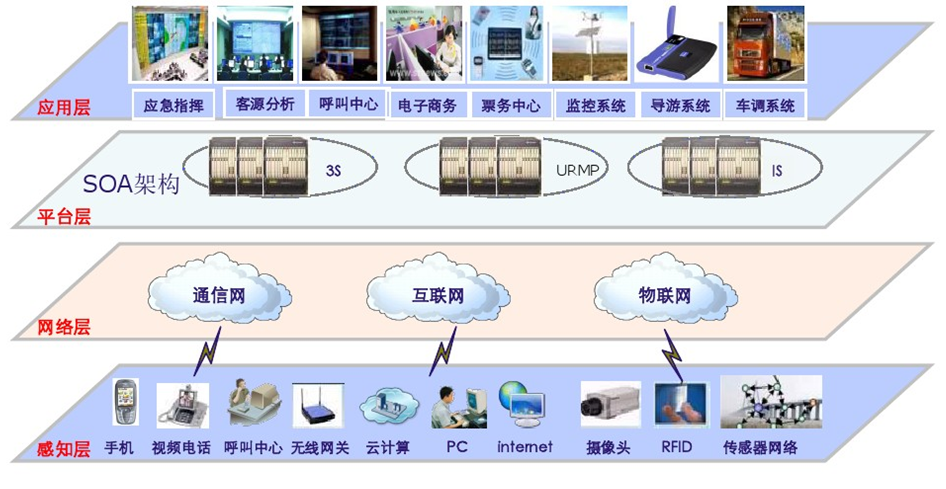 应急指挥
客源分析
呼叫中心
电子商务
票务中心
监控系统
导游系统
车调系统
应用层
SOA架构
3S
URMP
IS
平台层
通信网
互联网
物联网
网络层
手机
视频电话
呼叫中心
无线网关
云计算
PC
internet
摄像头
RFID
传感器网络
感知层